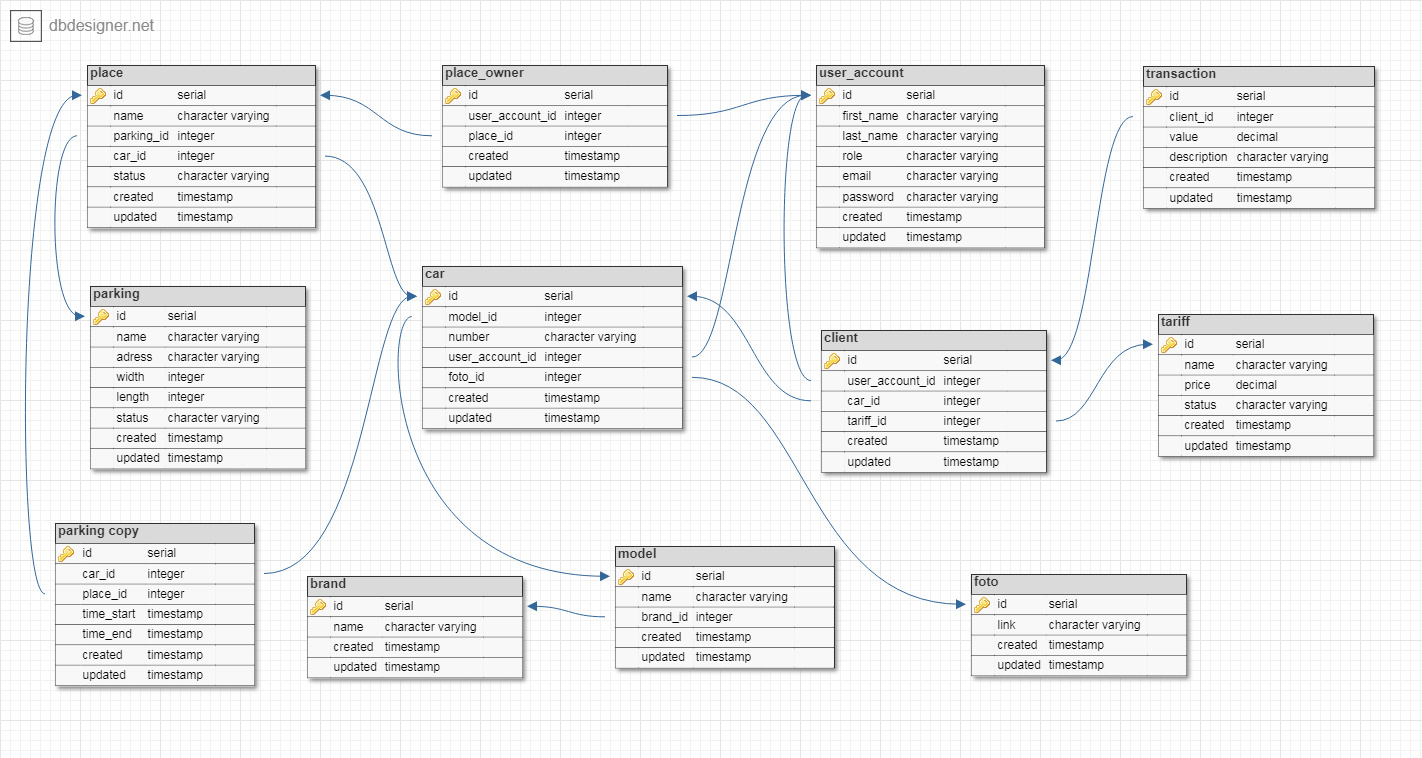 dbdesigner.net
place
id serial
name character varying
parking_id integer
car_id integer
status character varying
created timestamp
updated timestamp
place_owner
id serial
user_account_id integer
place_id integer
created timestamp
updated timestamp
user_account
id serial
first_name character varying
last_name character varying
role character varying
email character varying
password character varying
created timestamp
updated timestamp
transaction
id serial
client_id integer
value decimal
description character varying
created timestamp
updated timestamp
parking
id serial
name character varying
adress character varying
width integer
length integer
status character varying
created timestamp
updated timestamp
car
id serial
model_id integer
number character varying
user_account_id integer
foto_id integer
created timestamp
updated timestamp
client
id serial
user_account_id integer
car_id integer
tariff_id integer
created timestamp
updated timestamp
tariff
id serial
name character varying
price decimal
status character varying
created timestamp
updated timestamp
parking copy
id serial
car_id integer
place_id integer
time_start timestamp
time_end timestamp
created timestamp
updated timestamp
brand
id serial
name character varying
created timestamp
updated timestamp
model
id serial
name character varying
brand_id integer
created timestamp
updated timestamp
foto
id serial
link character varying
created timestamp
updated timestamp